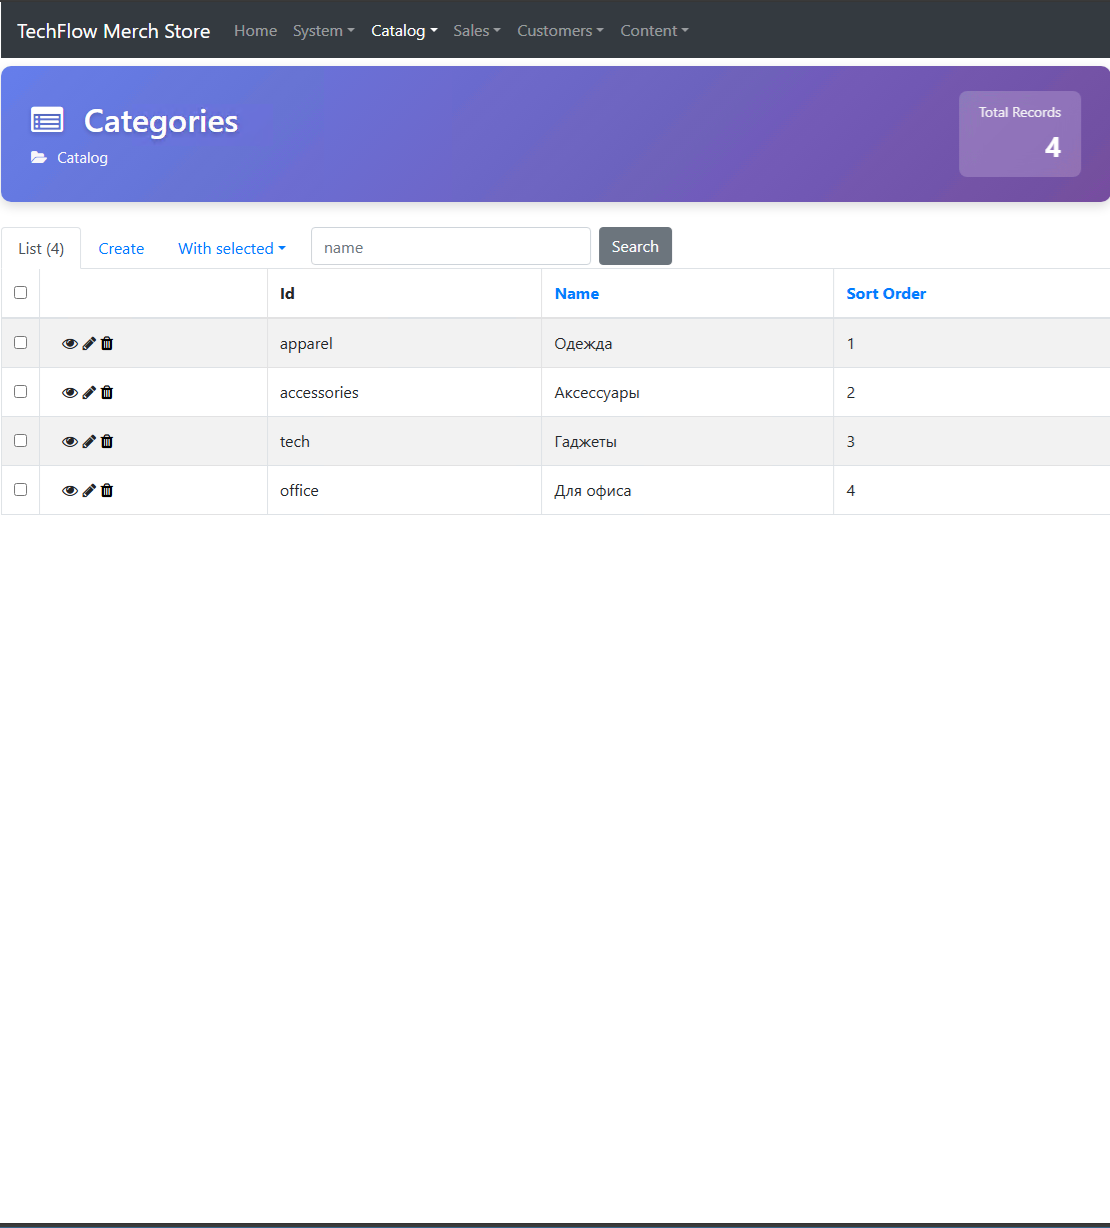 TechFlow Merch Store Home System Catalog Sales Customers Content
Categories
Catalog
Total Records
4
List (4) Create With selected name Search
Id Name Sort Order
apparel Одежда 1
accessories Аксессуары 2
tech Гаджеты 3
office Для офиса 4